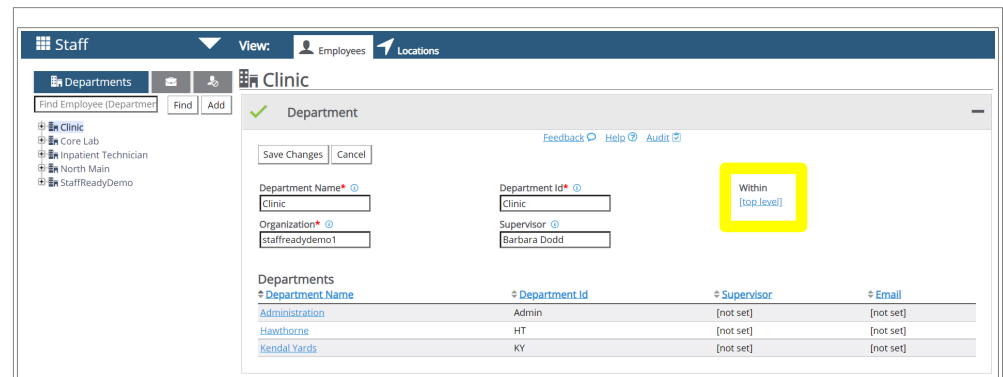 Staff
View:
Employees
Locations
Departments
Find Employee (Departmer
Find
Add
Clinic
Core Lab
Inpatient Technician
North Main
StaffReadyDemo
Clinic
Department
Feedback Help Audit
Save Changes Cancel
Department Name* Department Id* Within
Clinic Clinic [top level]
Organization* Supervisor
staffreadydemo1 Barbara Dodd
Departments
Department Name Department Id Supervisor Email
Administration Admin [not set] [not set]
Hawthorne HT [not set] [not set]
Kendal Yards KY [not set] [not set]